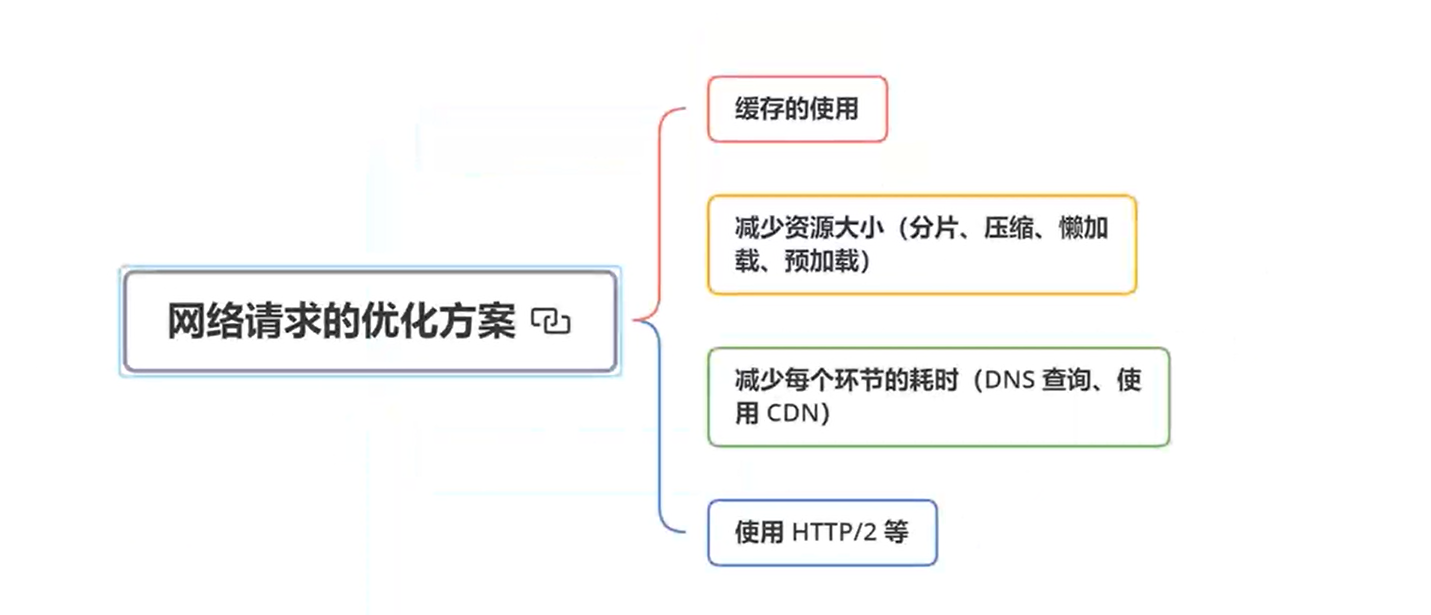 缓存的使用
减少资源大小（分片、压缩、懒加
载、预加载）
网络请求的优化方案
减少每个环节的耗时（DNS 查询、使
用 CDN）
使用 HTTP/2 等